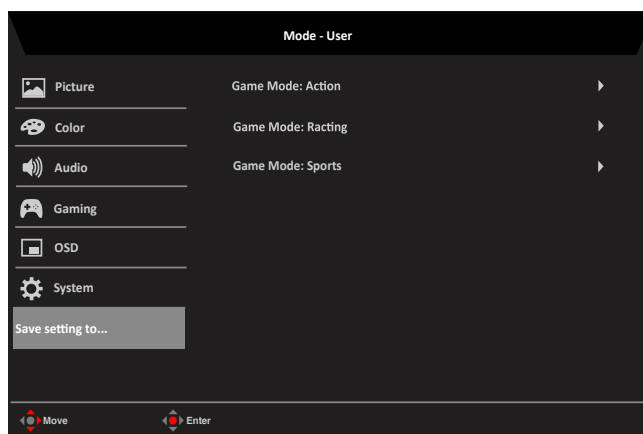 Mode - User
Picture
Game Mode: Action
Color
Game Mode: Racting
Audio
Game Mode: Sports
Gaming
OSD
System
Save setting to...
Move
Enter